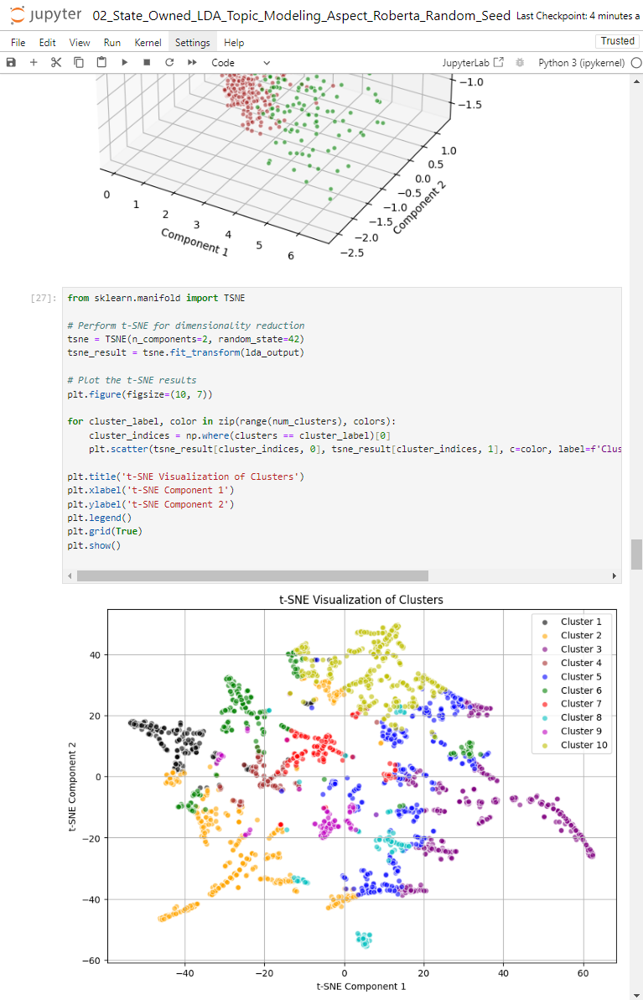 jupyter 02_State_Owned_LDA_Topic_Modeling_Aspect_Roberta_Random_Seed Last Checkpoint: 4 minutes a
File Edit View Run Kernel Settings Help Trusted
Code JupyterLab Python 3 (ipykernel)
−1.0
−1.5
1.0
0.5
0.0
−0.5
−1.0
−1.5
−2.0
−2.5
Component 2
0 1 2 3 4 5 6
Component 1
[27]:
from sklearn.manifold import TSNE
# Perform t-SNE for dimensionality reduction
tsne = TSNE(n_components=2, random_state=42)
tsne_result = tsne.fit_transform(lda_output)
# Plot the t-SNE results
plt.figure(figsize=(10, 7))
for cluster_label, color in zip(range(num_clusters), colors):
cluster_indices = np.where(clusters == cluster_label)[0]
plt.scatter(tsne_result[cluster_indices, 0], tsne_result[cluster_indices, 1], c=color, label=f'Clus
plt.title('t-SNE Visualization of Clusters')
plt.xlabel('t-SNE Component 1')
plt.ylabel('t-SNE Component 2')
plt.legend()
plt.grid(True)
plt.show()
t-SNE Visualization of Clusters
Cluster 1
Cluster 2
Cluster 3
Cluster 4
Cluster 5
Cluster 6
Cluster 7
Cluster 8
Cluster 9
Cluster 10
40
20
0
−20
−40
−60
t-SNE Component 2
−40 −20 0 20 40 60
t-SNE Component 1